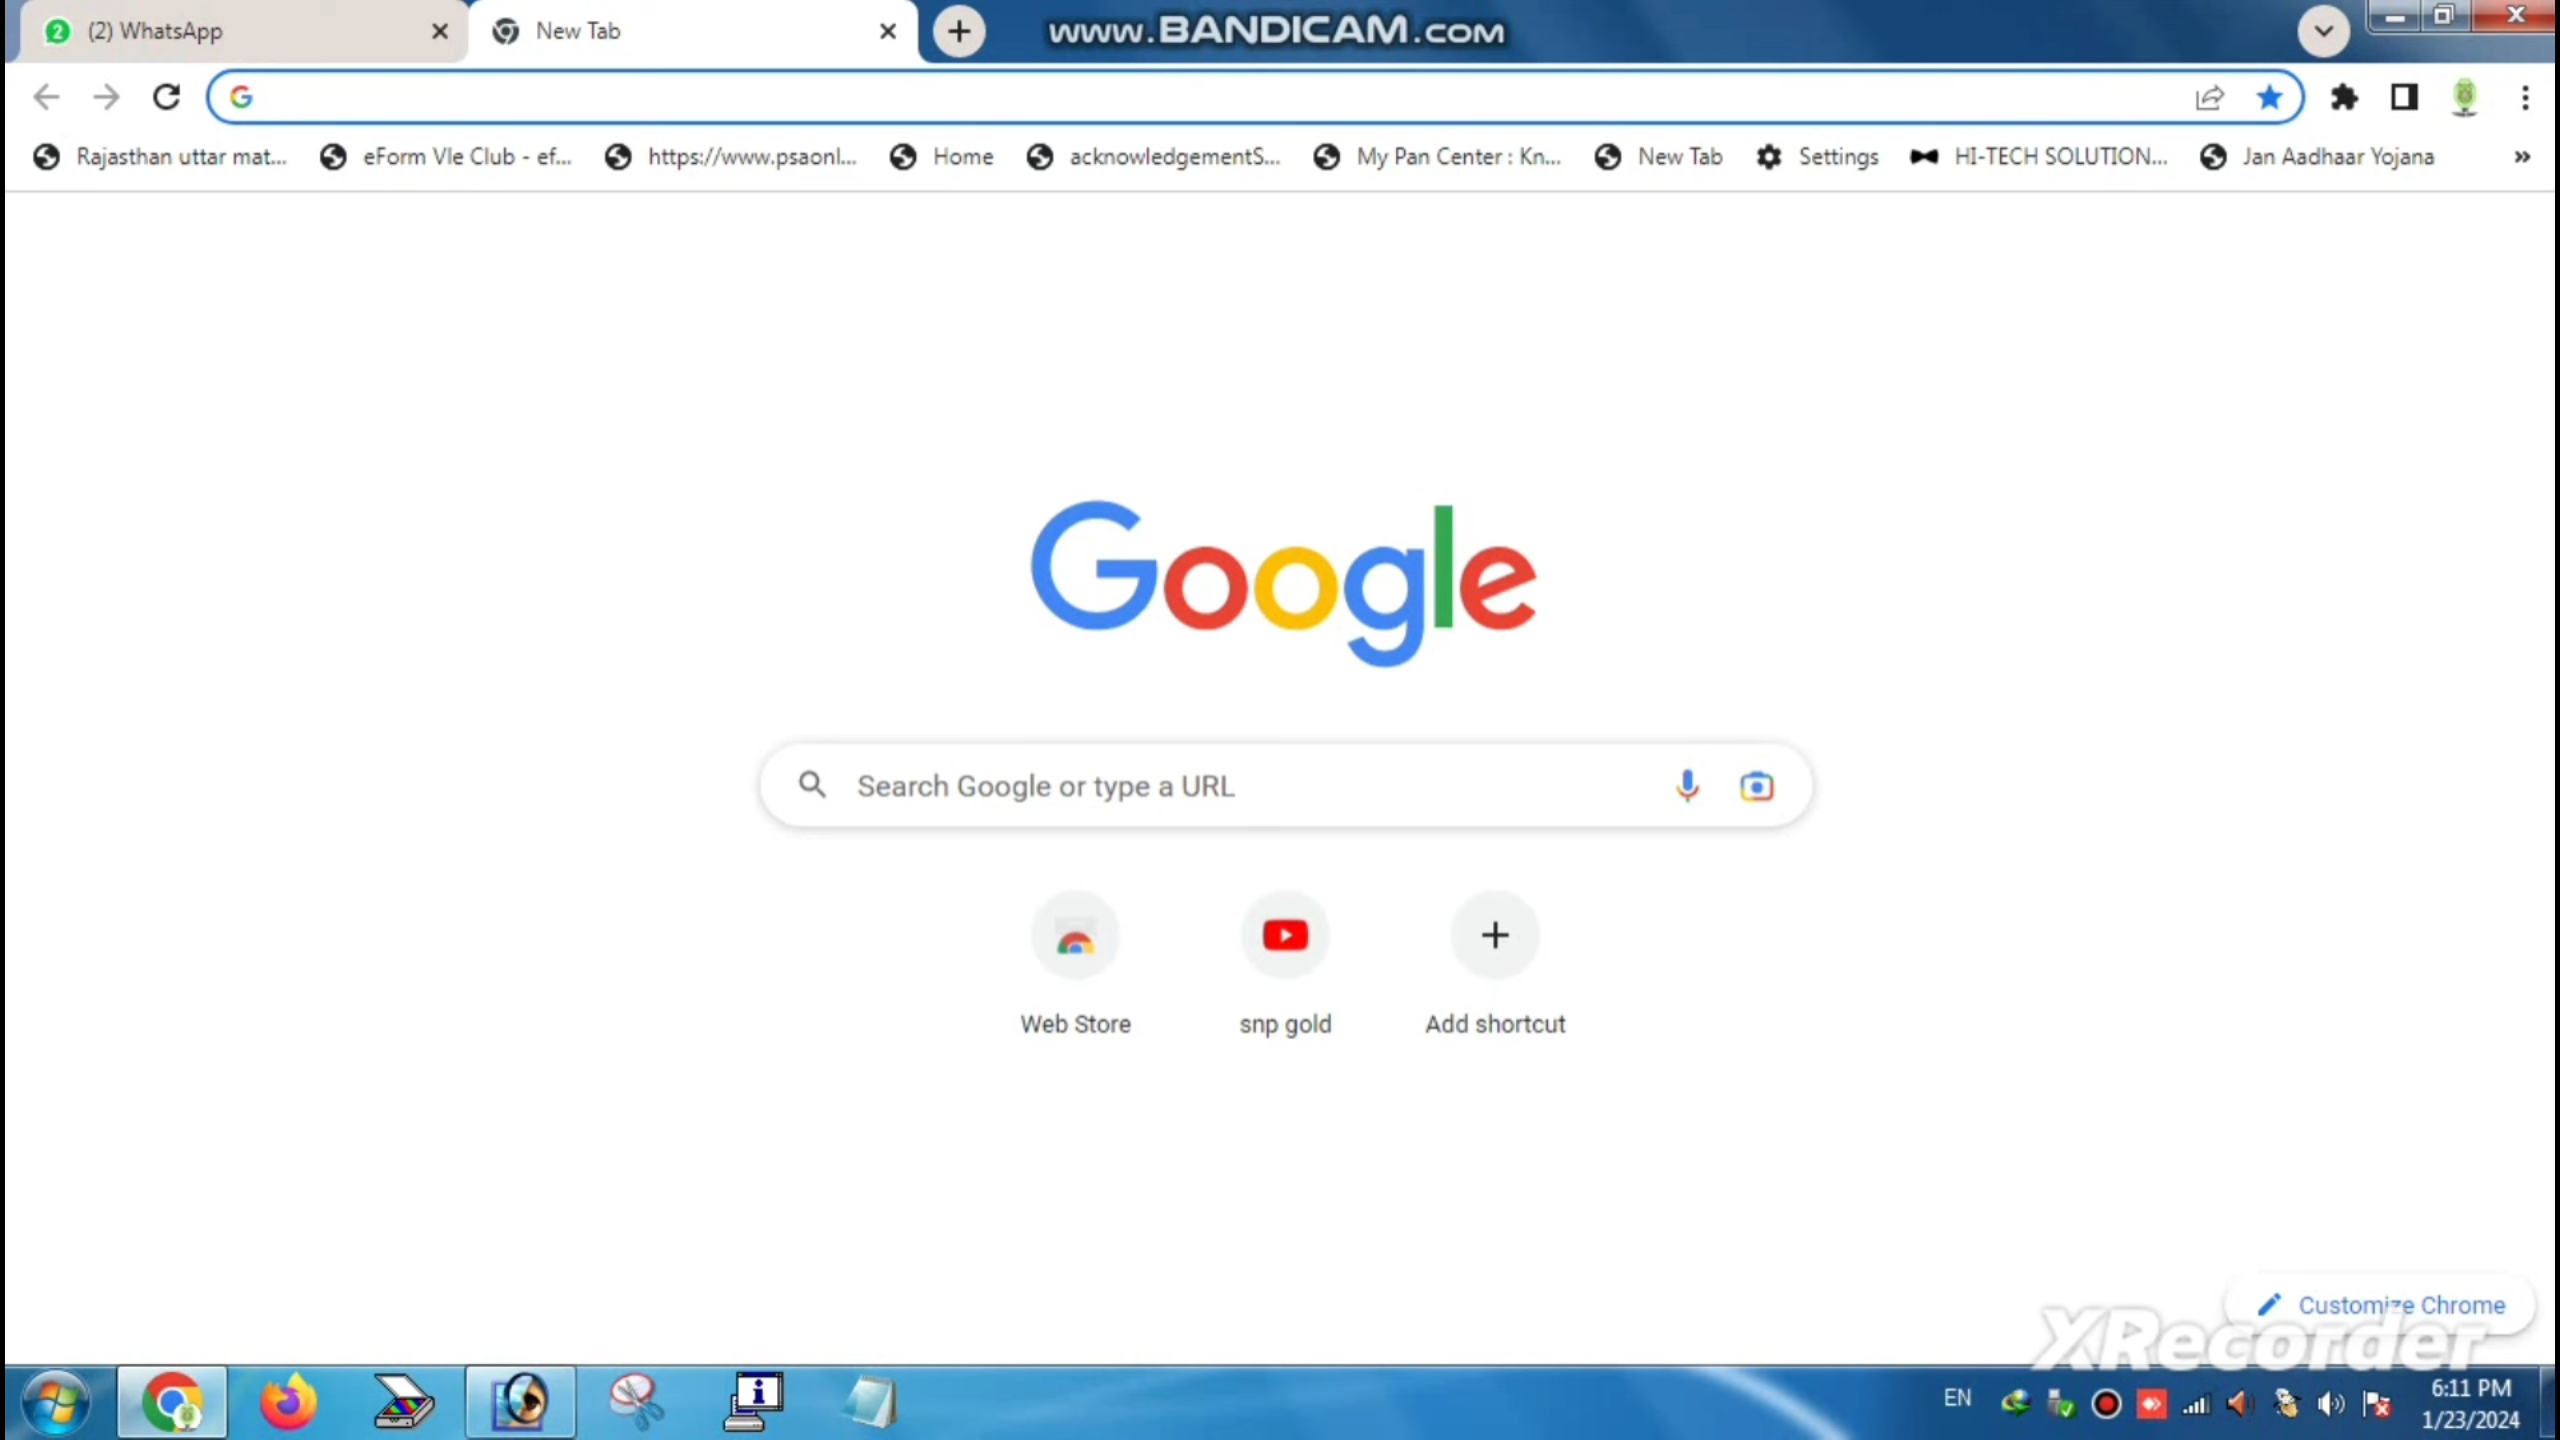 (2) WhatsApp
New Tab
www.BANDICAM.com
Rajasthan uttar mat...
eForm Vle Club - ef...
https://www.psaonl...
Home
acknowledgementS...
My Pan Center : Kn...
New Tab
Settings
HI-TECH SOLUTION...
Jan Aadhaar Yojana
»
Google
Search Google or type a URL
Web Store
snp gold
Add shortcut
Customize Chrome
XRecorder
EN
6:11 PM
1/23/2024